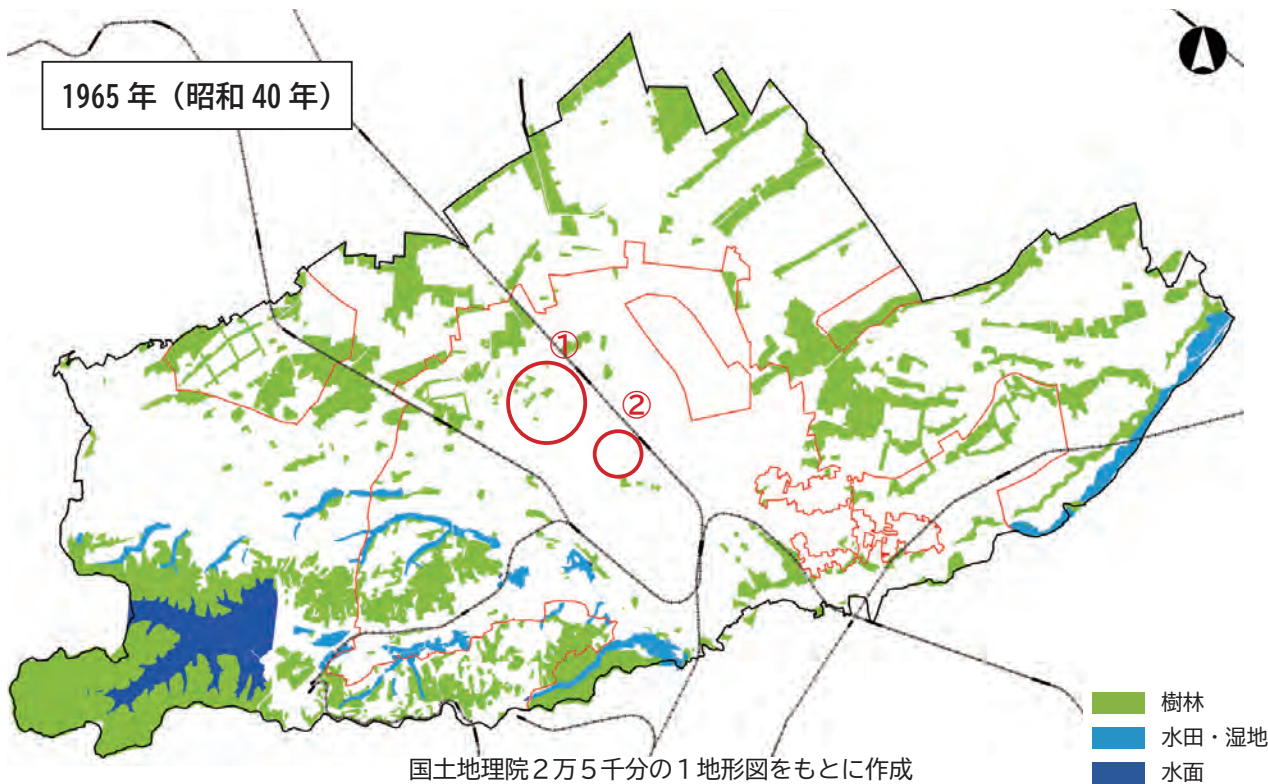 1965 年（昭和 40 年）
①
②
樹林
水田・湿地
水面
国土地理院２万５千分の１地形図をもとに作成